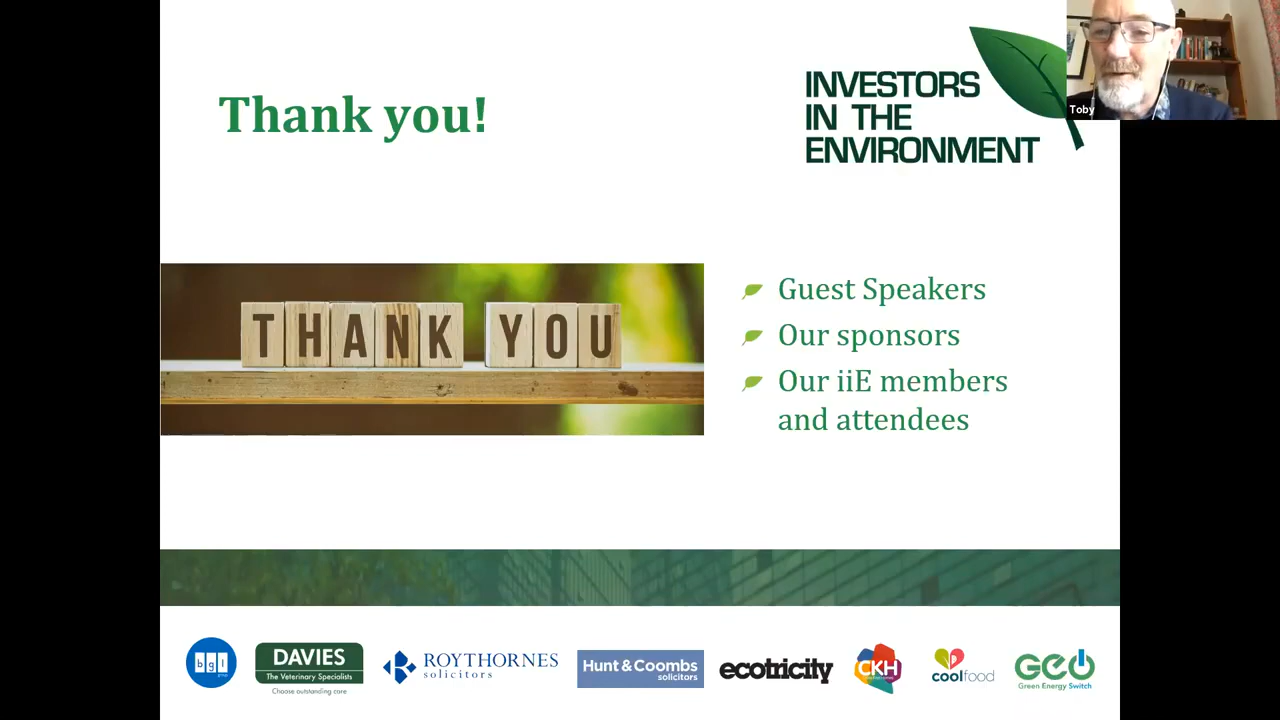 Thank you!
INVESTORS
IN THE
ENVIRONMENT
Toby
THANK YOU
Guest Speakers
Our sponsors
Our iiE members
and attendees
bgl
DAVIES
The Veterinary Specialists
Choose outstanding care
ROYTHORNES
solicitors
Hunt & Coombs
solicitors
ecotricity
CKH
coolfood
GEO
Green Energy Switch